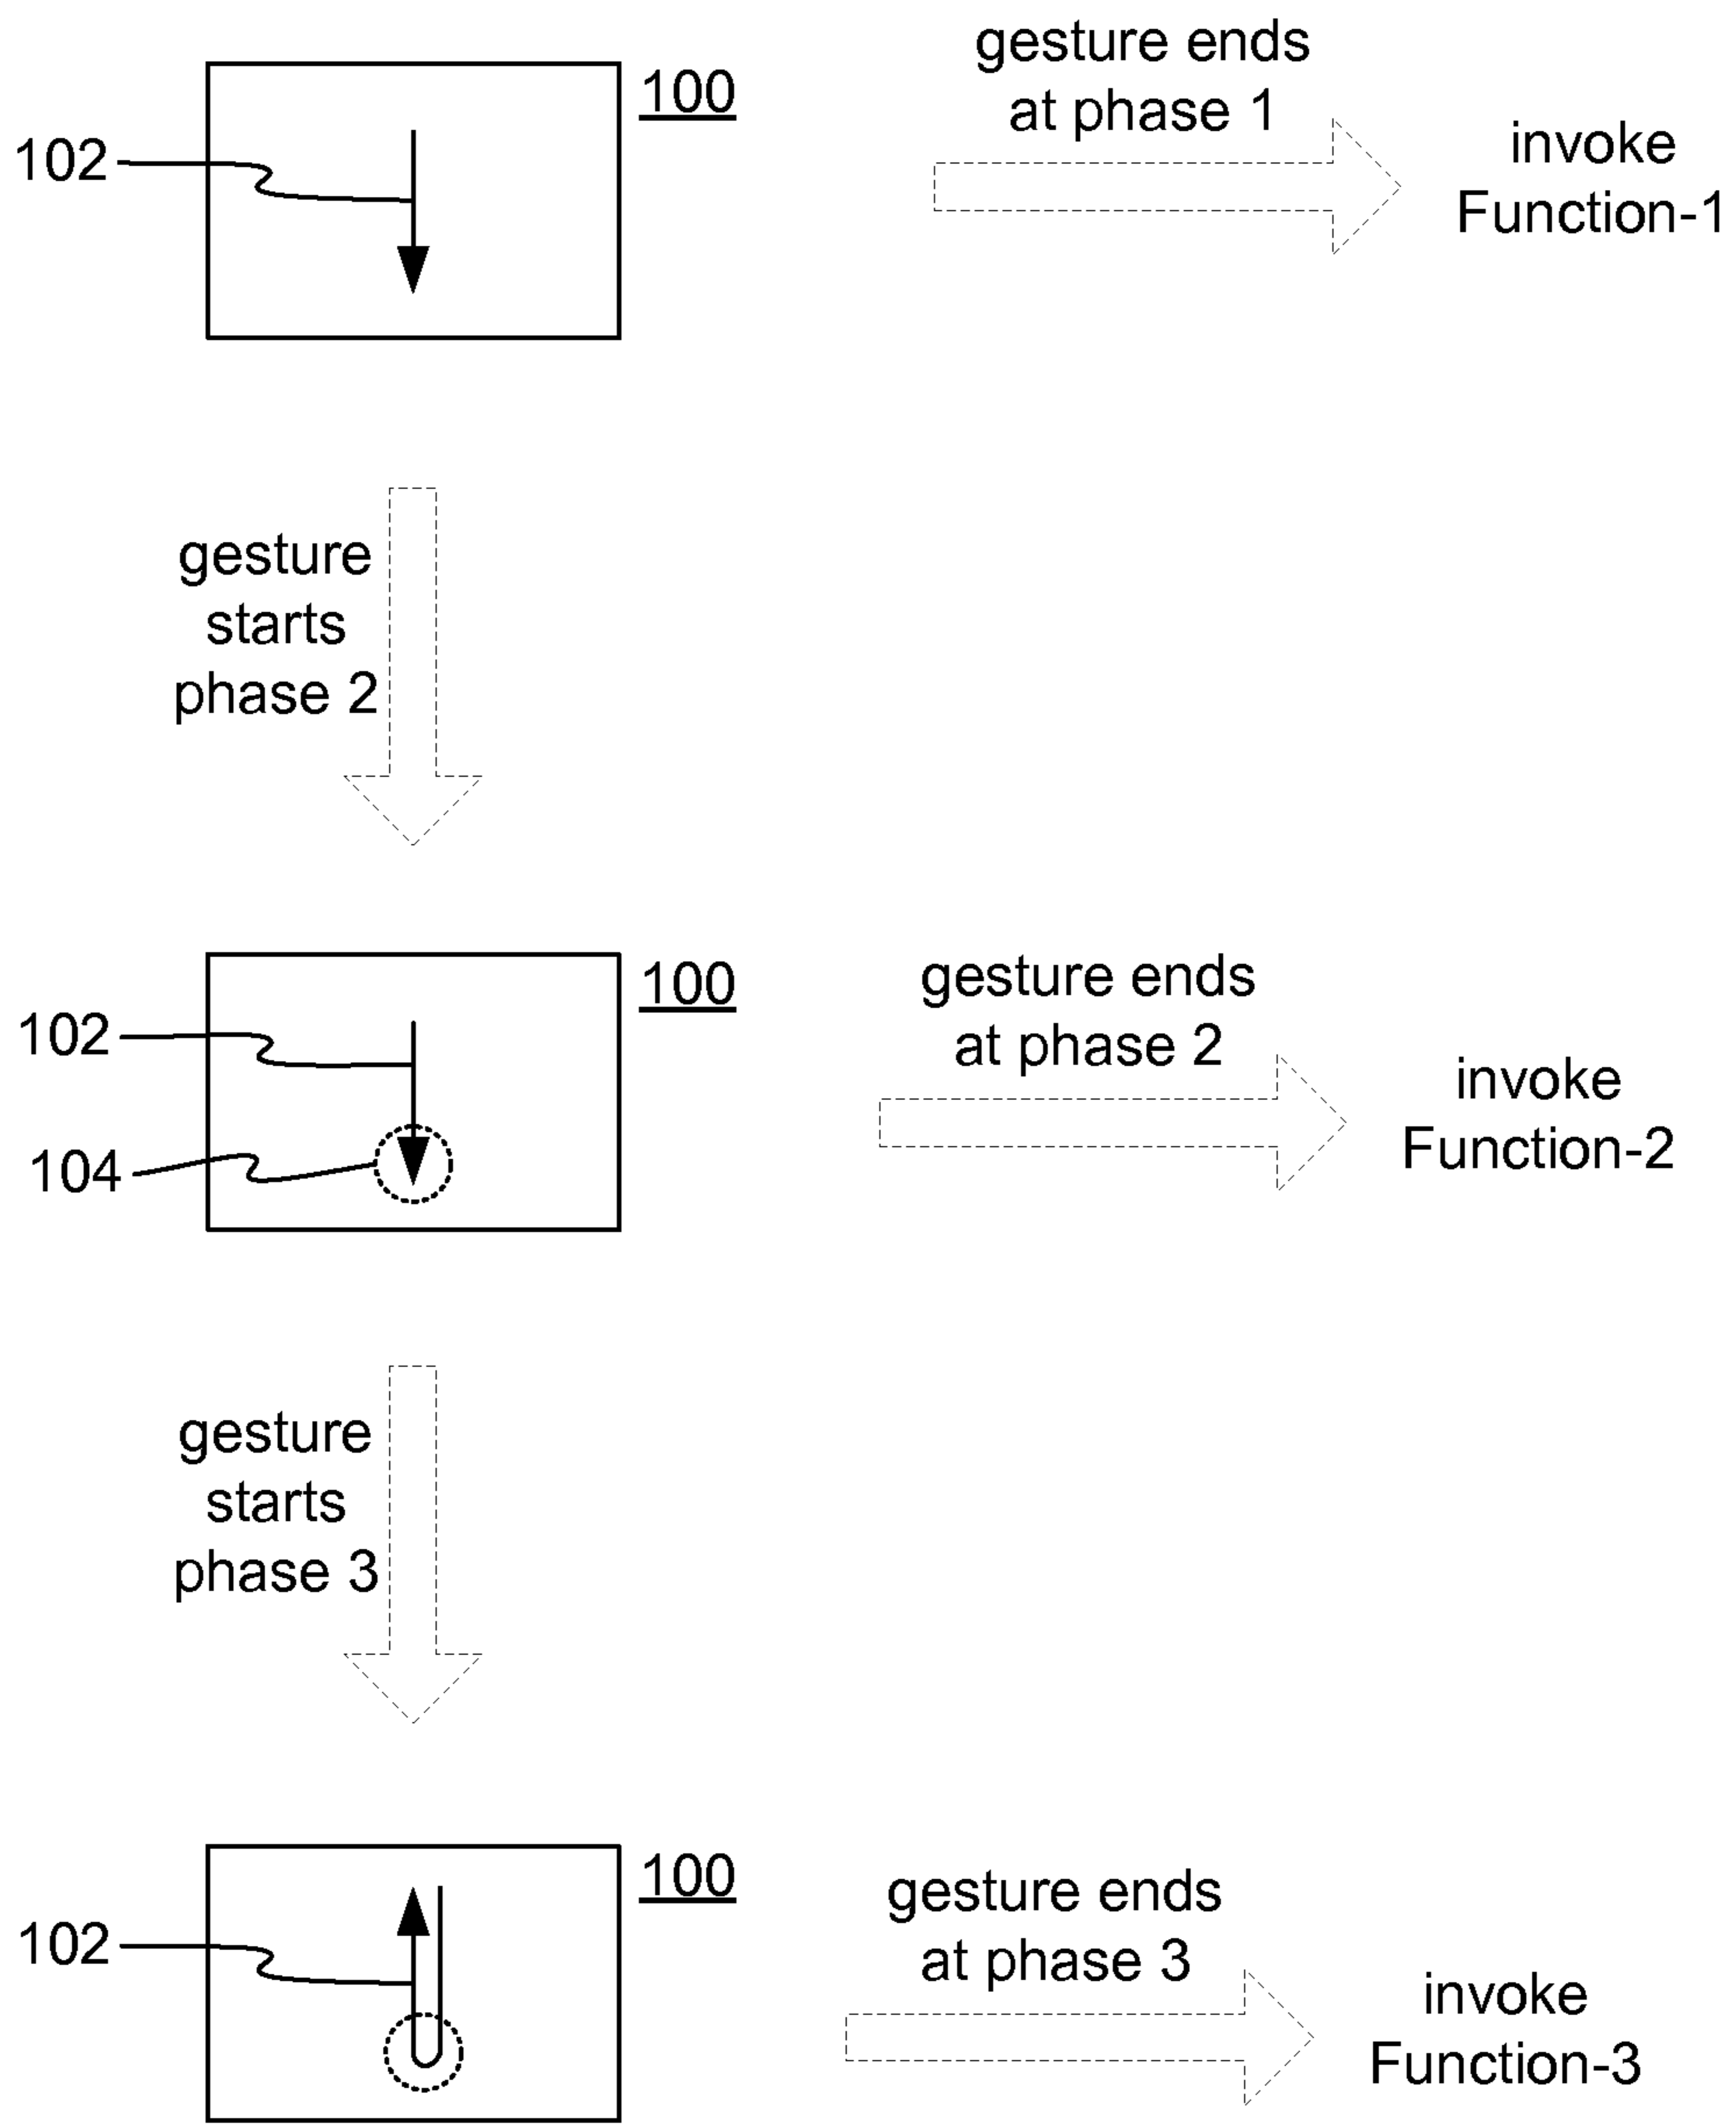 gesture ends
at phase 1
100
102
invoke
Function-1
gesture
starts
phase 2
gesture ends
at phase 2
100
102
104
invoke
Function-2
gesture
starts
phase 3
gesture ends
at phase 3
100
102
invoke
Function-3